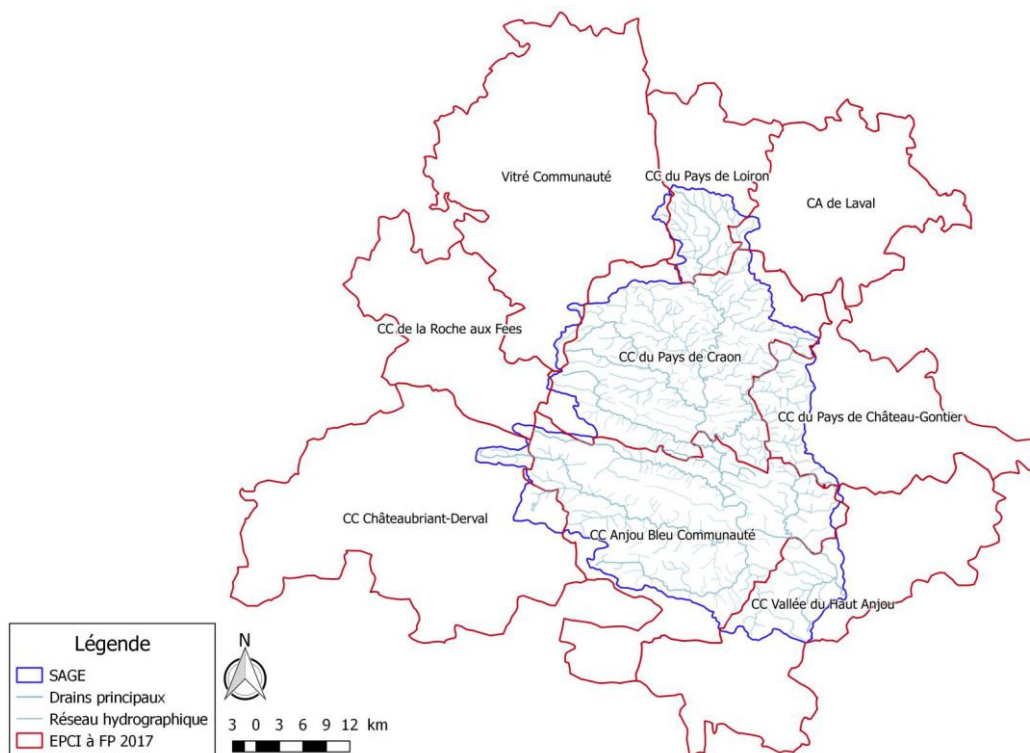 Vitré Communauté
CC du Pays de Loiron
CA de Laval
CC de la Roche aux Fées
CC du Pays de Craon
CC du Pays de Château-Gontier
CC Châteaubriant-Derval
CC Anjou Bleu Communauté
CC Vallée du Haut Anjou
Légende
SAGE
Drains principaux
Réseau hydrographique
EPCI à FP 2017
N
3 0 3 6 9 12 km